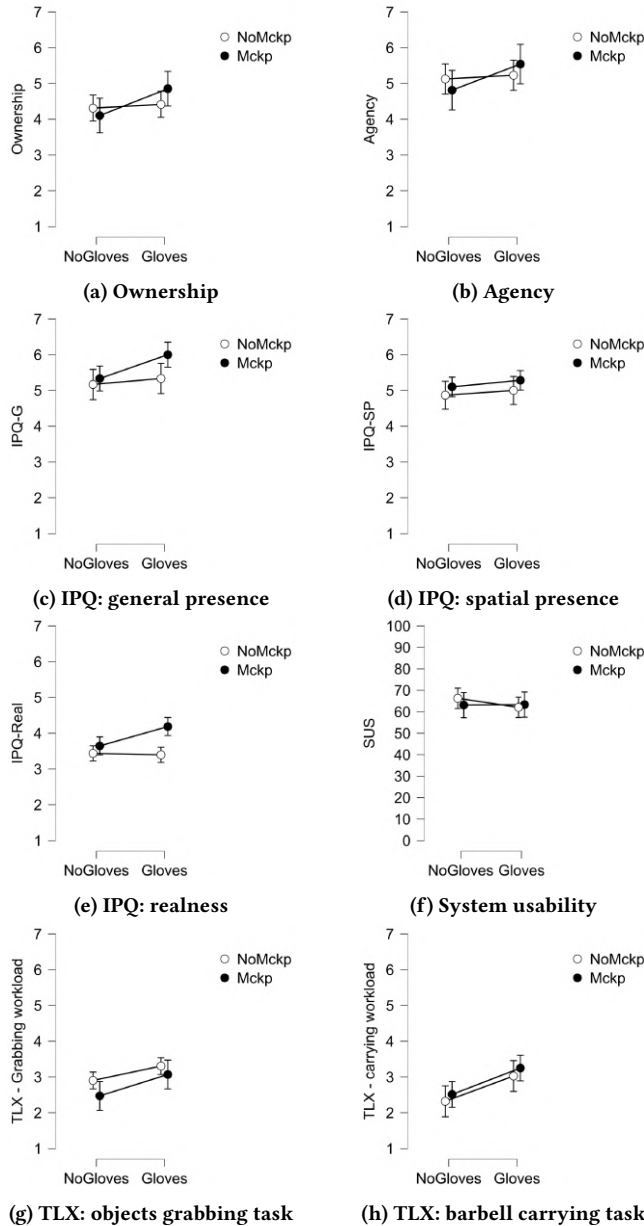 7
6
5
4
3
2
1
Ownership
NoGloves Gloves
NoMckp
Mckp
(a) Ownership
7
6
5
4
3
2
1
Agency
NoGloves Gloves
NoMckp
Mckp
(b) Agency
7
6
5
4
3
2
1
IPQ-G
NoGloves Gloves
NoMckp
Mckp
(c) IPQ: general presence
7
6
5
4
3
2
1
IPQ-SP
NoGloves Gloves
NoMckp
Mckp
(d) IPQ: spatial presence
7
6
5
4
3
2
1
IPQ-Real
NoGloves Gloves
NoMckp
Mckp
(e) IPQ: realness
100
90
80
70
60
50
40
30
20
10
0
SUS
NoGloves Gloves
NoMckp
Mckp
(f) System usability
7
6
5
4
3
2
1
TLX - Grabbing workload
NoGloves Gloves
NoMckp
Mckp
(g) TLX: objects grabbing task
7
6
5
4
3
2
1
TLX - carrying workload
NoGloves Gloves
NoMckp
Mckp
(h) TLX: barbell carrying task